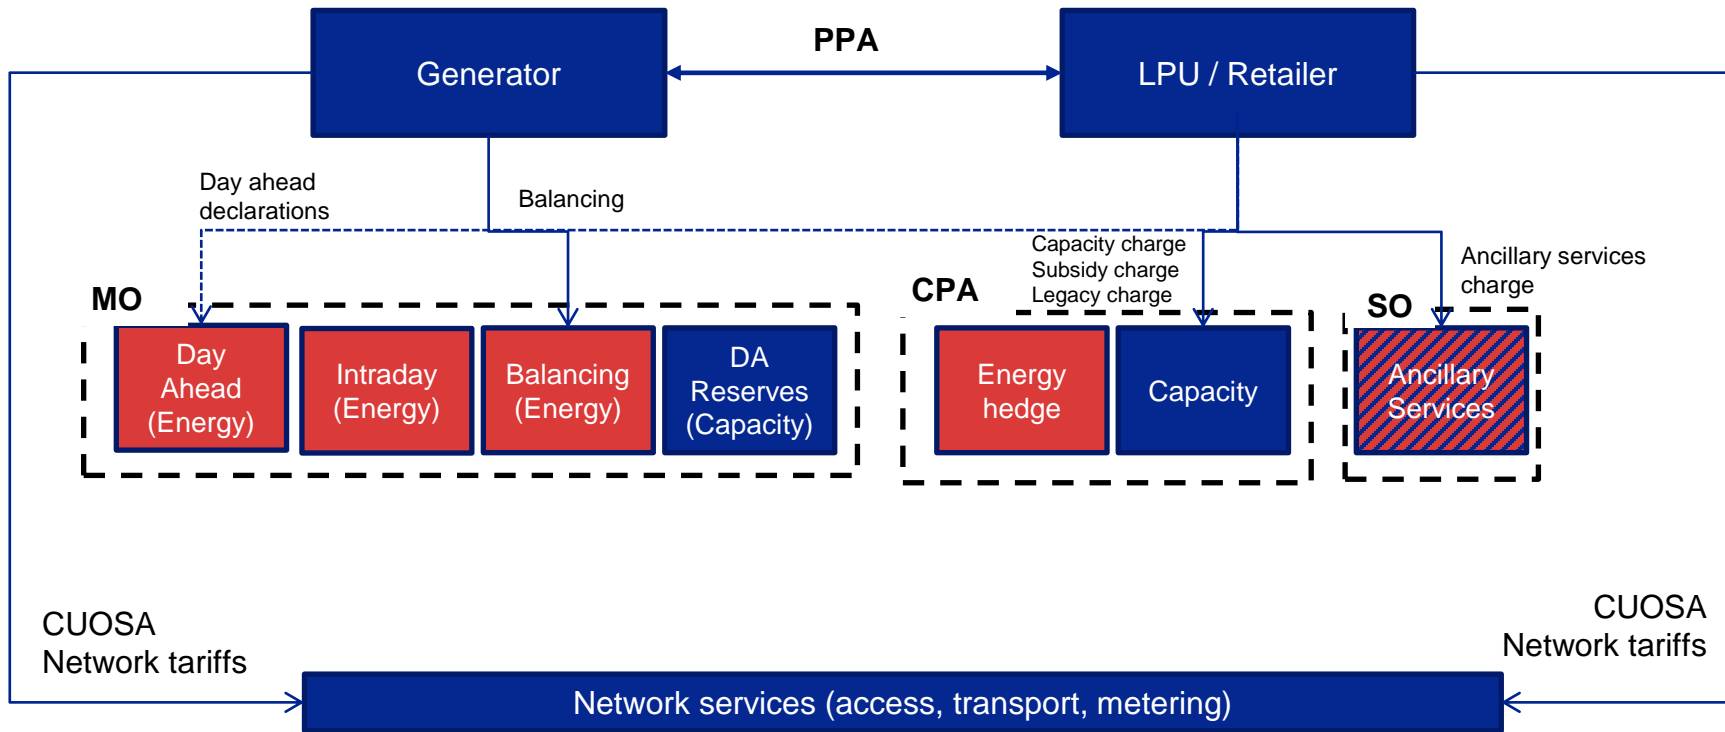 PPA
Generator
LPU / Retailer
Day ahead
declarations
Balancing
Capacity charge
Subsidy charge
Legacy charge
Ancillary services
charge
MO
CPA
SO
Day
Ahead
(Energy)
Intraday
(Energy)
Balancing
(Energy)
DA
Reserves
(Capacity)
Energy
hedge
Capacity
Ancillary
Services
CUOSA
Network tariffs
CUOSA
Network tariffs
Network services (access, transport, metering)